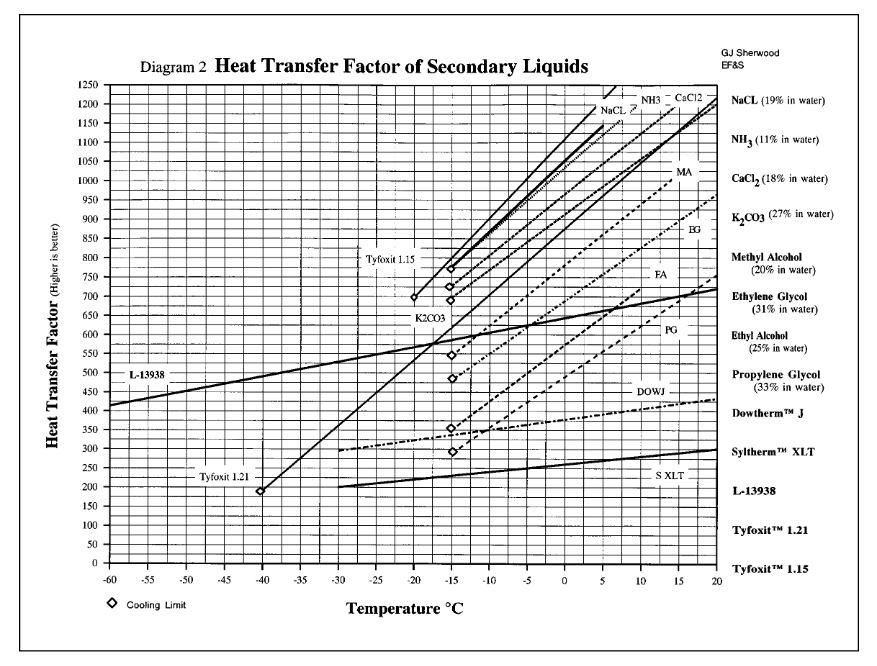 GJ Sherwood
EF&S
Diagram 2 Heat Transfer Factor of Secondary Liquids
1250
1200
1150
1100
1050
1000
950
900
850
800
750
700
650
600
550
500
450
400
350
300
250
200
150
100
50
0
Heat Transfer Factor (Higher is better)
NaCL
NH3
CaCl2
MA
EG
Tyfoxit 1.15
EA
K2CO3
PG
L-13938
DOWJ
Tyfoxit 1.21
S XLT
-60 -55 -50 -45 -40 -35 -30 -25 -20 -15 -10 -5 0 5 10 15 20
Cooling Limit
Temperature °C
NaCL (19% in water)
NH3 (11% in water)
CaCl2 (18% in water)
K2CO3 (27% in water)
Methyl Alcohol
(20% in water)
Ethylene Glycol
(31% in water)
Ethyl Alcohol
(25% in water)
Propylene Glycol
(33% in water)
Dowtherm™ J
Syltherm™ XLT
L-13938
Tyfoxit™ 1.21
Tyfoxit™ 1.15